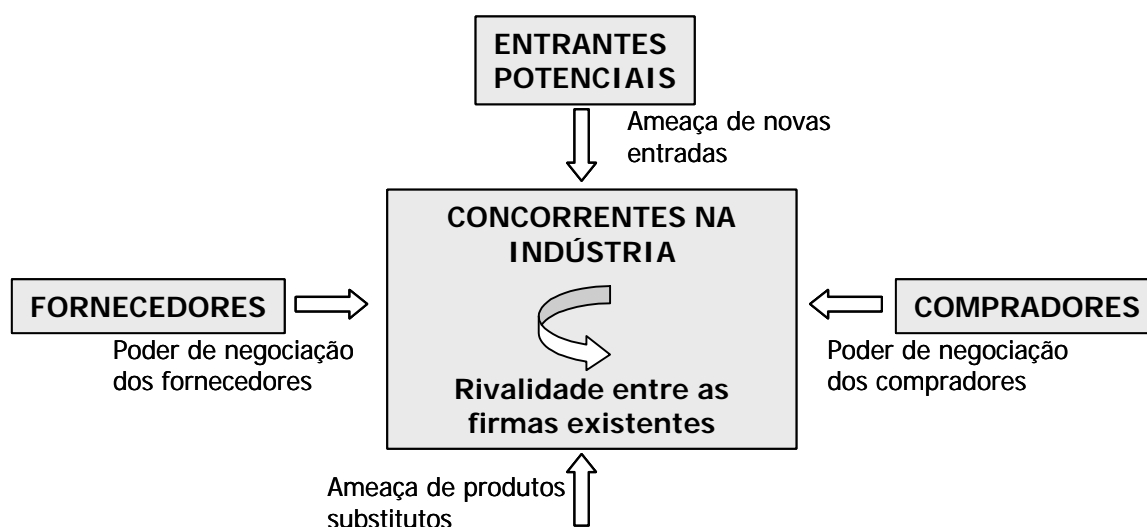 ENTRANTES
POTENCIAIS
Ameaça de novas
entradas
CONCORRENTES NA
INDÚSTRIA
FORNECEDORES
COMPRADORES
Poder de negociação
dos fornecedores
Poder de negociação
dos compradores
Rivalidade entre as
firmas existentes
Ameaça de produtos
substitutos